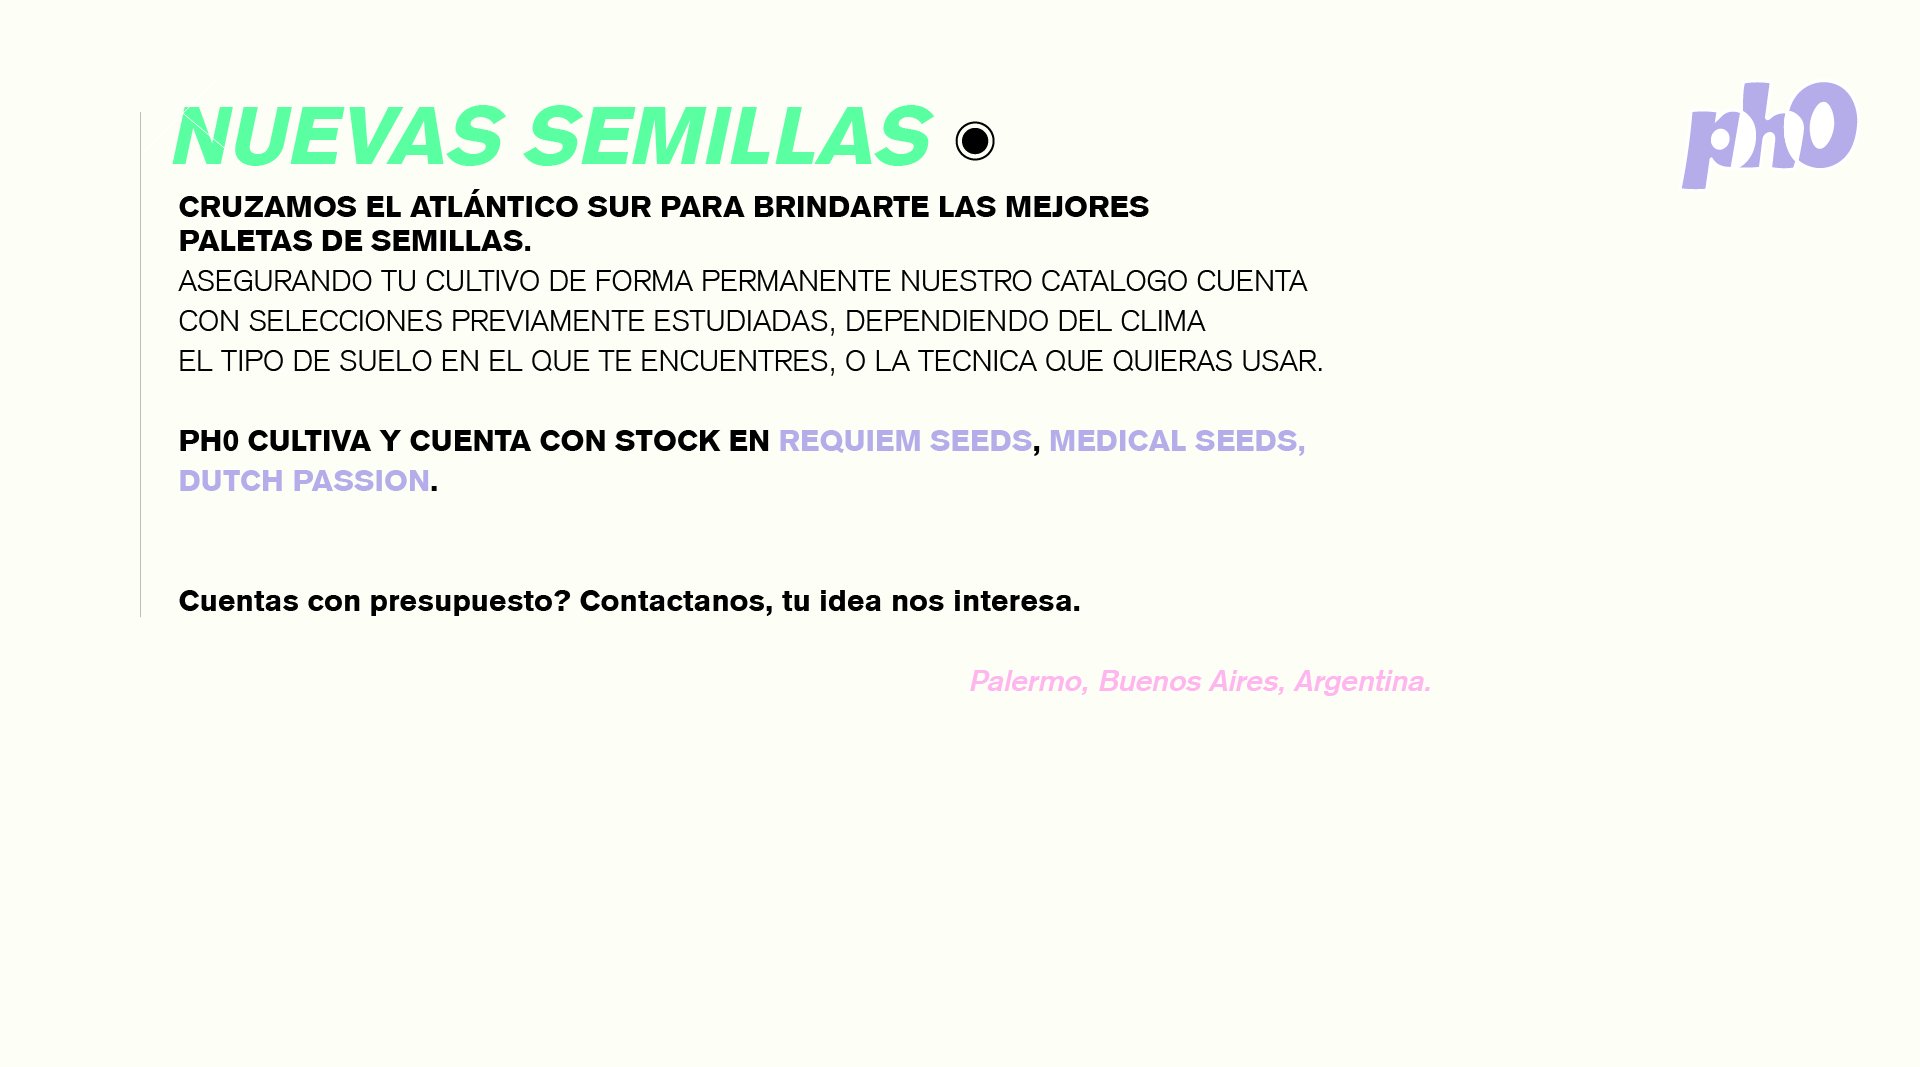 NUEVAS SEMILLAS
ph0
CRUZAMOS EL ATLÁNTICO SUR PARA BRINDARTE LAS MEJORES
PALETAS DE SEMILLAS.
ASEGURANDO TU CULTIVO DE FORMA PERMANENTE NUESTRO CATALOGO CUENTA
CON SELECCIONES PREVIAMENTE ESTUDIADAS, DEPENDIENDO DEL CLIMA
EL TIPO DE SUELO EN EL QUE TE ENCUENTRES, O LA TECNICA QUE QUIERAS USAR.
PH0 CULTIVA Y CUENTA CON STOCK EN REQUIEM SEEDS, MEDICAL SEEDS,
DUTCH PASSION.
Cuentas con presupuesto? Contactanos, tu idea nos interesa.
Palermo, Buenos Aires, Argentina.